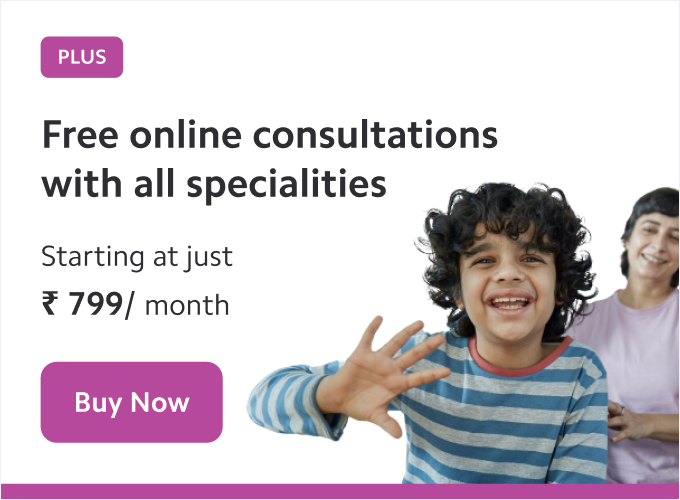 PLUS
Free online consultations
with all specialities
Starting at just
₹ 799/ month
Buy Now